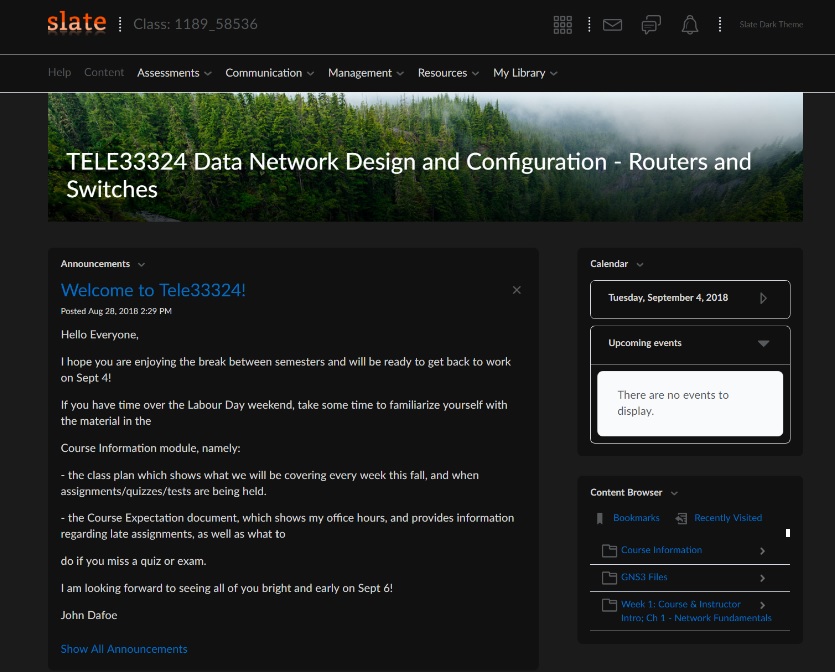 slate
Class: 1189_58536
Slate Dark Theme
Help
Content
Assessments
Communication
Management
Resources
My Library
TELE33324 Data Network Design and Configuration - Routers and
Switches
Announcements
Welcome to Tele33324!
Posted Aug 28, 2018 2:29 PM
Hello Everyone,
I hope you are enjoying the break between semesters and will be ready to get back to work
on Sept 4!
If you have time over the Labour Day weekend, take some time to familiarize yourself with
the material in the
Course Information module, namely:
- the class plan which shows what we will be covering every week this fall, and when
assignments/quizzes/tests are being held.
- the Course Expectation document, which shows my office hours, and provides information
regarding late assignments, as well as what to
do if you miss a quiz or exam.
I am looking forward to seeing all of you bright and early on Sept 6!
John Dafoe
Show All Announcements
Calendar
Tuesday, September 4, 2018
Upcoming events
There are no events to
display.
Content Browser
Bookmarks
Recently Visited
Course Information
GNS3 Files
Week 1: Course & Instructor
Intro; Ch 1 - Network Fundamentals